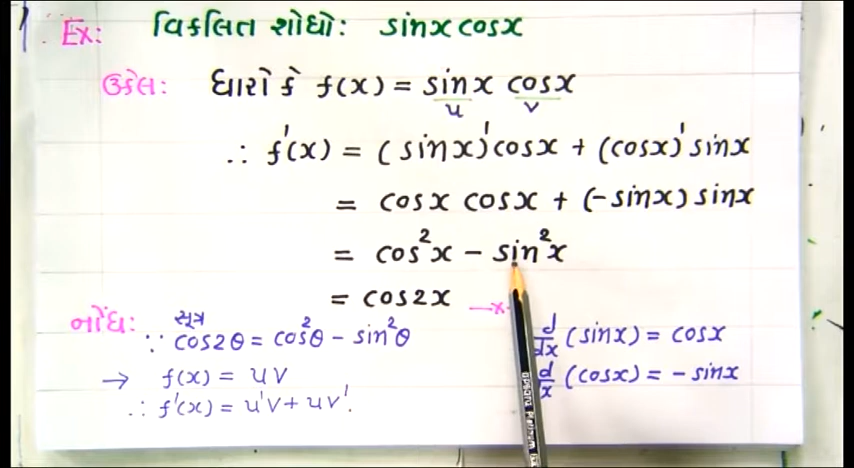 Ex: વિકલિત શોધો: sinx cosx
ઉકેલ: ધારો કે f(x) = sinx cosx
u v
∴ f'(x) = (sinx)'cosx + (cosx)'sinx
= cosx cosx + (-sinx) sinx
= cos²x - sin²x
= cos2x —x-
નોંધ: સૂત્ર
∵ cos2θ = cos²θ - sin²θ
d/dx (sinx) = cosx
→ f(x) = uv
d/x (cosx) = - sinx
∴ f'(x) = u'v + uv'.